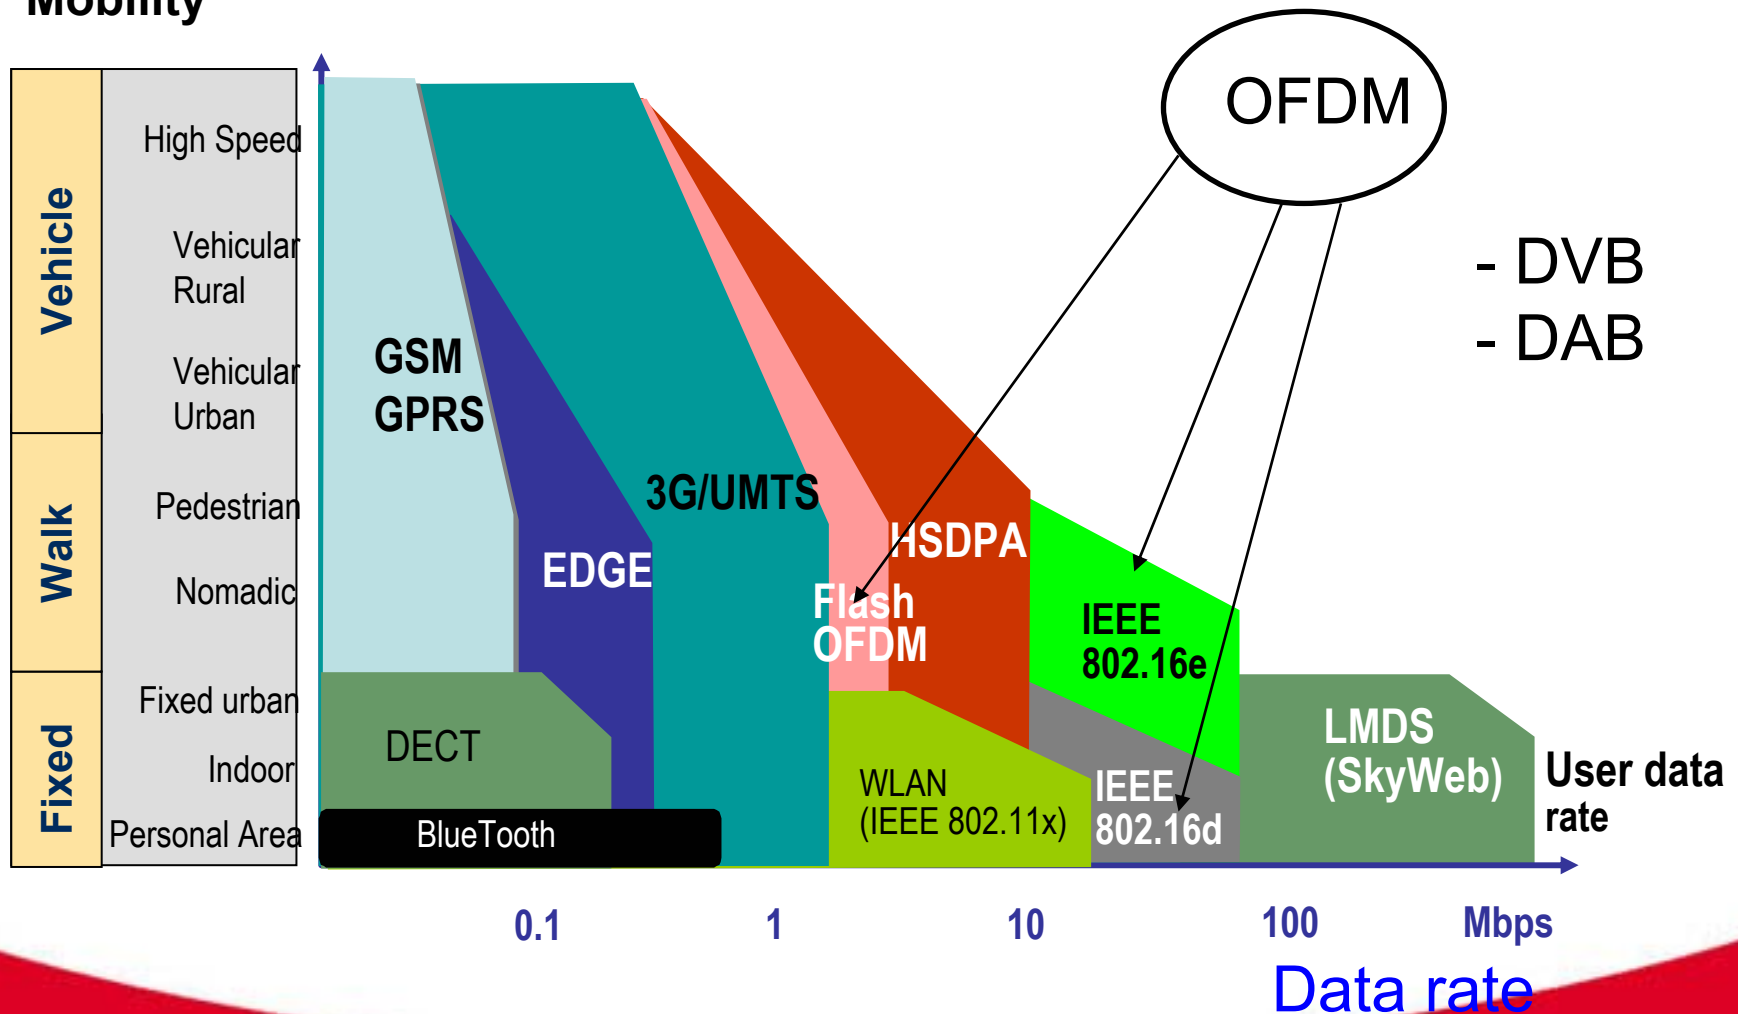 Mobility
OFDM
- DVB
- DAB
Vehicle
High Speed
Vehicular
Rural
Vehicular
Urban
Walk
Pedestrian
Nomadic
Fixed
Fixed urban
Indoor
Personal Area
GSM
GPRS
EDGE
3G/UMTS
Flash
OFDM
HSDPA
IEEE
802.16e
DECT
BlueTooth
WLAN
(IEEE 802.11x)
IEEE
802.16d
LMDS
(SkyWeb)
User data
rate
0.1 1 10 100 Mbps
Data rate